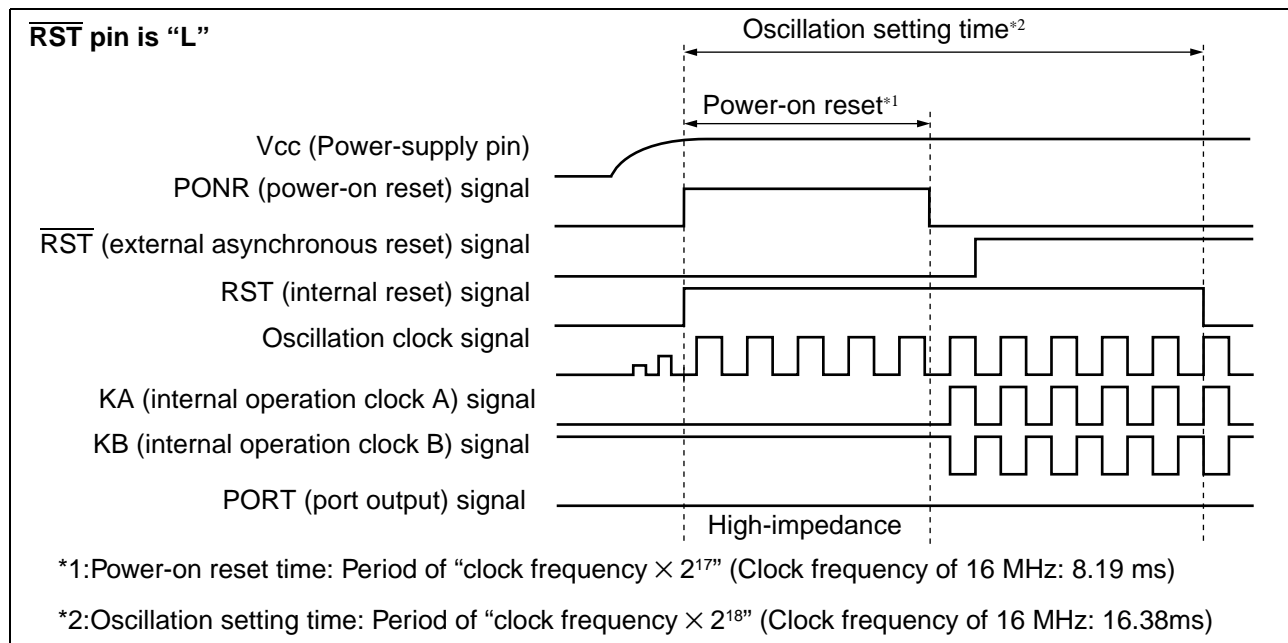 RST pin is “L”
Oscillation setting time*2
Power-on reset*1
Vcc (Power-supply pin)
PONR (power-on reset) signal
RST (external asynchronous reset) signal
RST (internal reset) signal
Oscillation clock signal
KA (internal operation clock A) signal
KB (internal operation clock B) signal
PORT (port output) signal
High-impedance
*1:Power-on reset time: Period of “clock frequency × 2¹⁷” (Clock frequency of 16 MHz: 8.19 ms)
*2:Oscillation setting time: Period of “clock frequency × 2¹⁸” (Clock frequency of 16 MHz: 16.38ms)